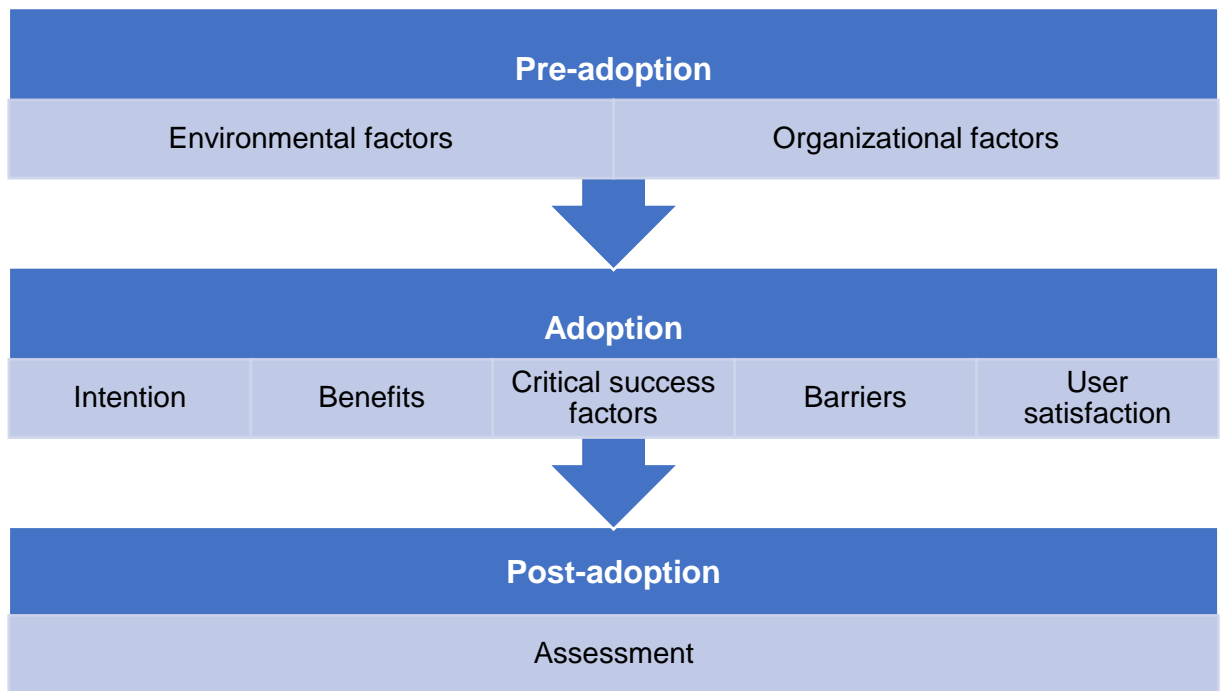 Pre-adoption
Environmental factors
Organizational factors
Adoption
Intention
Benefits
Critical success
factors
Barriers
User
satisfaction
Post-adoption
Assessment